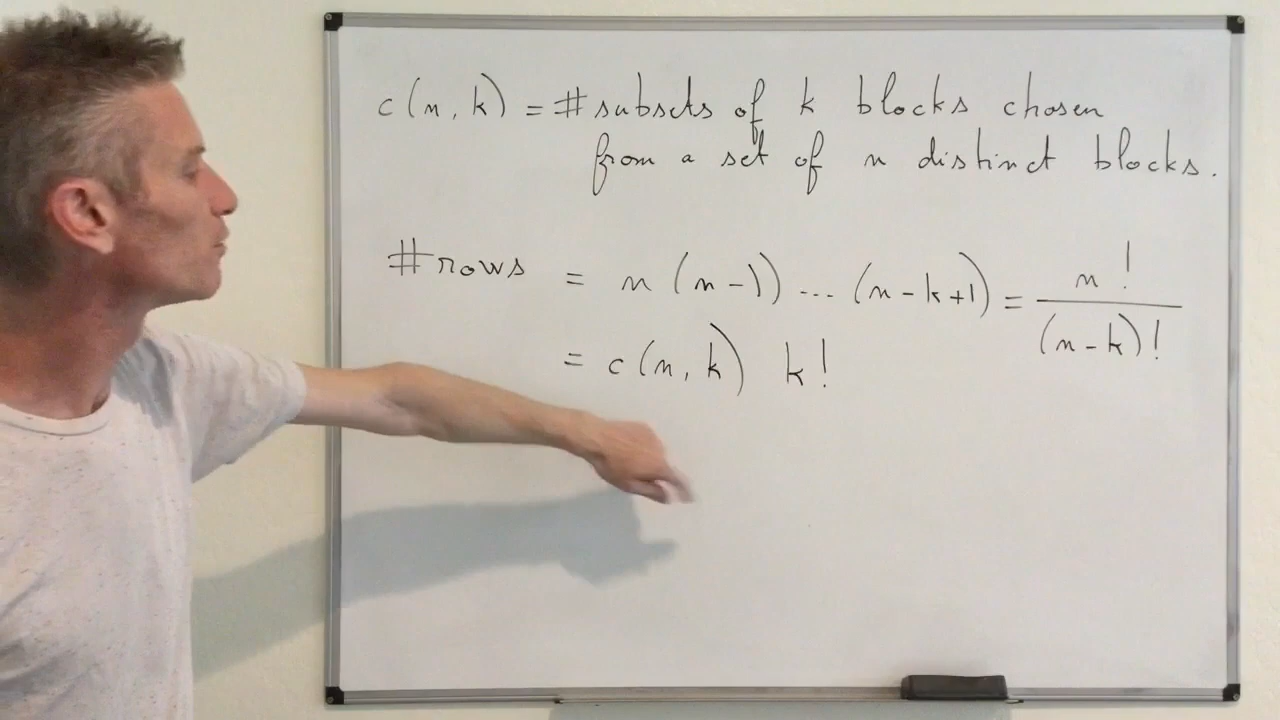 c(n, k) = # subsets of k blocks chosen
from a set of n distinct blocks.
# rows = n (n-1) ... (n-k+1) = n! / (n-k)!
= c(n, k) k!